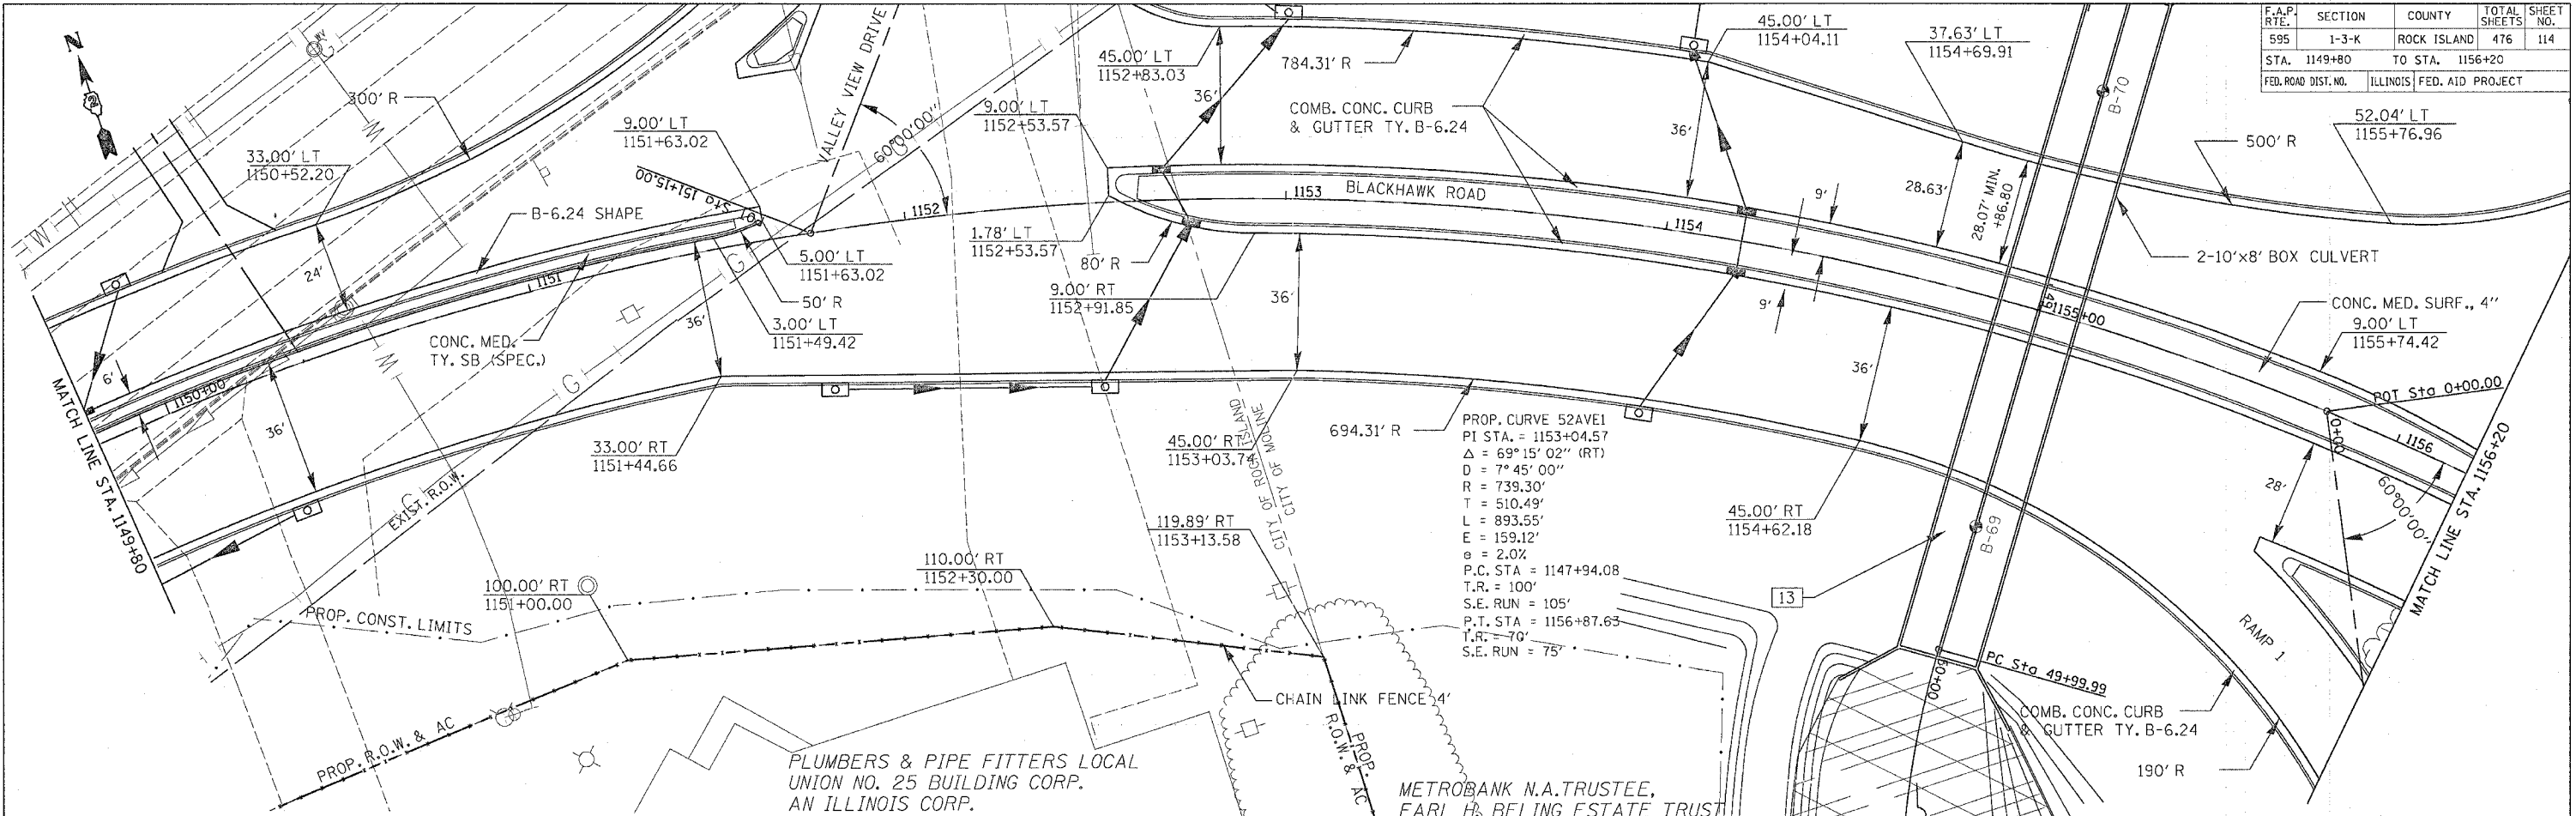 F.A.P. RTE. SECTION COUNTY TOTAL SHEETS SHEET NO.
595 1-3-K ROCK ISLAND 476 114
STA. 1149+80 TO STA. 1156+20
FED. ROAD DIST. NO. ILLINOIS FED. AID PROJECT
N
2
300' R
33.00' LT
1150+52.20
24'
6'
B-6.24 SHAPE
9.00' LT
1151+63.02
Sta 151+15.00
POT
VALLEY VIEW DRIVE
60°00'00"
5.00' LT
1151+63.02
50' R
3.00' LT
1151+49.42
CONC. MED.
TY. SB (SPEC.)
1150+00
1151
1152
36'
36'
MATCH LINE STA. 1149+80
EXIST. R.O.W.
33.00' RT
1151+44.66
100.00' RT
1151+00.00
PROP. CONST. LIMITS
PROP. R.O.W. & AC
110.00' RT
1152+30.00
119.89' RT
1153+13.58
CITY OF ROCK ISLAND
CITY OF MOLINE
CHAIN LINK FENCE 4'
PROP.
R.O.W. & AC
PLUMBERS & PIPE FITTERS LOCAL
UNION NO. 25 BUILDING CORP.
AN ILLINOIS CORP.
METROBANK N.A. TRUSTEE,
EARL H. BELING ESTATE TRUST
9.00' LT
1152+53.57
1.78' LT
1152+53.57
80' R
9.00' RT
1152+91.85
36'
45.00' RT
1153+03.74
694.31' R
45.00' LT
1152+83.03
36'
784.31' R
COMB. CONC. CURB
& GUTTER TY. B-6.24
1153
BLACKHAWK ROAD
1154
45.00' LT
1154+04.11
36'
37.63' LT
1154+69.91
9'
9'
28.63'
28.07' MIN.
+86.80
B-70
52.04' LT
1155+76.96
500' R
2-10'x8' BOX CULVERT
CONC. MED. SURF., 4"
9.00' LT
1155+74.42
49
1155+00
POT Sta 0+00.00
0+00
1156
60°00'00"
28'
MATCH LINE STA. 1156+20
36'
45.00' RT
1154+62.18
PROP. CURVE 52AVE1
PI STA. = 1153+04.57
Δ = 69° 15' 02" (RT)
D = 7° 45' 00"
R = 739.30'
T = 510.49'
L = 893.55'
E = 159.12'
e = 2.0%
P.C. STA = 1147+94.08
T.R. = 100'
S.E. RUN = 105'
P.T. STA = 1156+87.63
T.R. = 70'
S.E. RUN = 75'
13
B-69
50+00
PC Sta 49+99.99
RAMP 1
COMB. CONC. CURB
& GUTTER TY. B-6.24
190' R
W
W
W
W
G
G
G
G
G
G
P